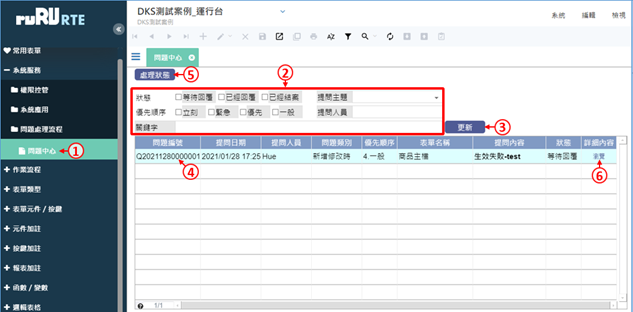 ruRU RTE
DKS測試案例_運行台
DKS測試案例
系統 編輯 檢視
常用表單
系統服務
權限控管
系統應用
問題處理流程
問題中心 ①
作業流程
表單類型
表單元件 / 按鍵
元件加註
按鍵加註
報表加註
函數 / 變數
邏輯表格
問題中心
處理狀態 ⑤
②
狀態 等待回覆 已經回覆 已經結案 提問主題
優先順序 立刻 緊急 優先 一般 提問人員
關鍵字
更新 ③
問題編號 提問日期 提問人員 問題類別 優先順序 表單名稱 提問內容 狀態 詳細內容
Q20211280000001 2021/01/28 17:25 Hue 新增修改時 4.一般 商品主檔 生效失敗-test 等待回覆 瀏覽
④ ⑥
1/1